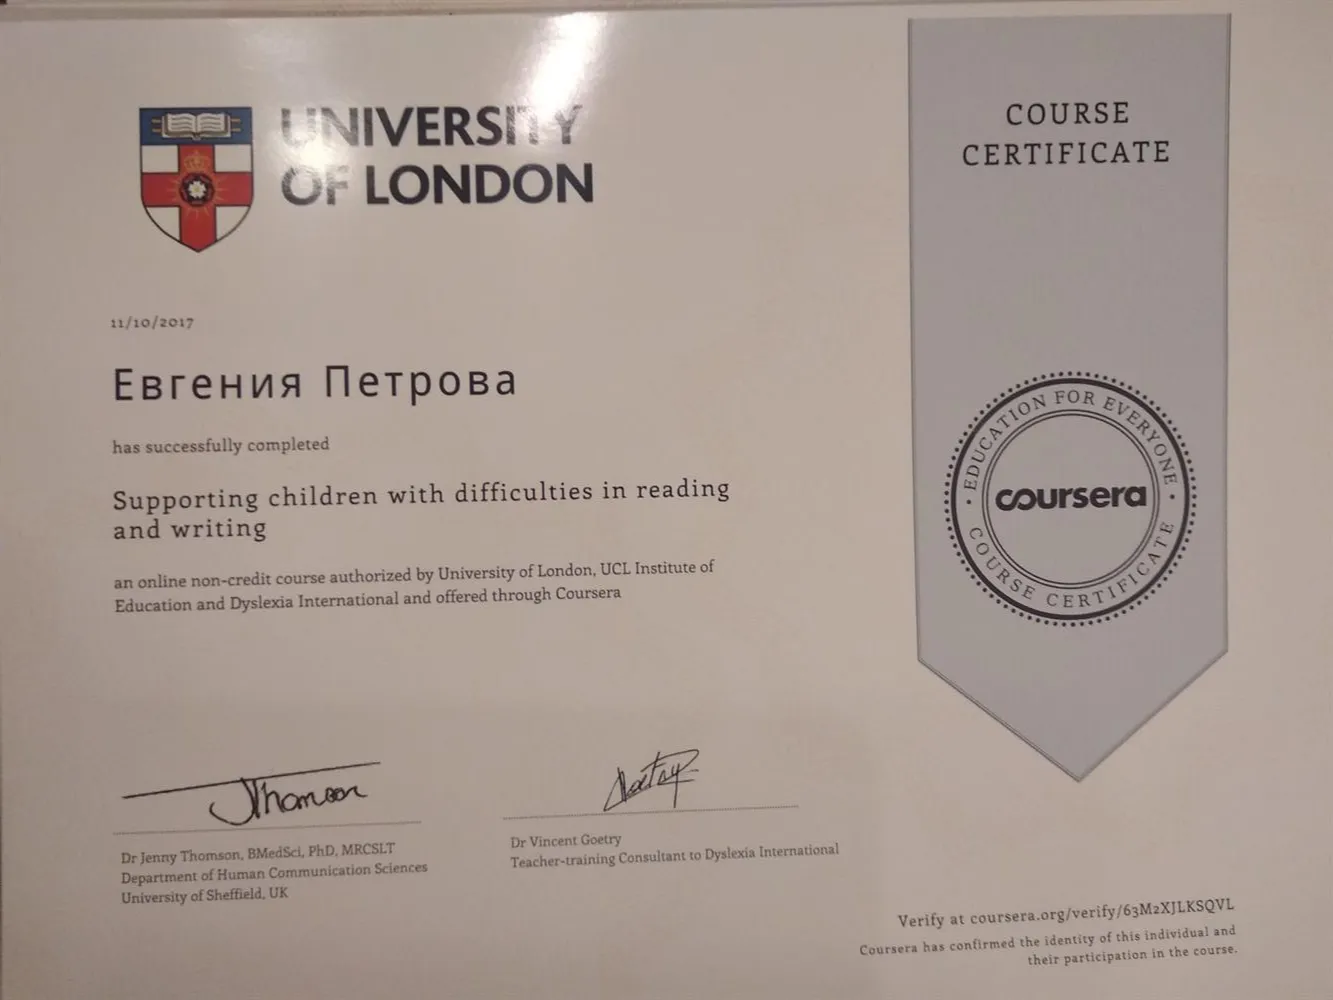 UNIVERSITY
OF LONDON
11/10/2017
Евгения Петрова
has successfully completed
Supporting children with difficulties in reading
and writing
an online non-credit course authorized by University of London, UCL Institute of
Education and Dyslexia International and offered through Coursera
JThomson
Dr Jenny Thomson, BMedSci, PhD, MRCSLT
Department of Human Communication Sciences
University of Sheffield, UK
Dr Vincent Goetry
Teacher-training Consultant to Dyslexia International
COURSE
CERTIFICATE
EDUCATION FOR EVERYONE
coursera
COURSE CERTIFICATE
Verify at coursera.org/verify/63M2XJLKSQVL
Coursera has confirmed the identity of this individual and
their participation in the course.